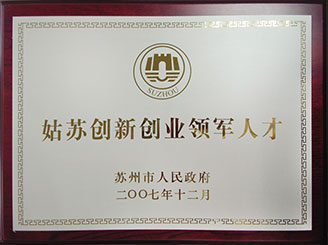 SUZHOU
姑苏创新创业领军人才
苏州市人民政府
二〇〇七年十二月